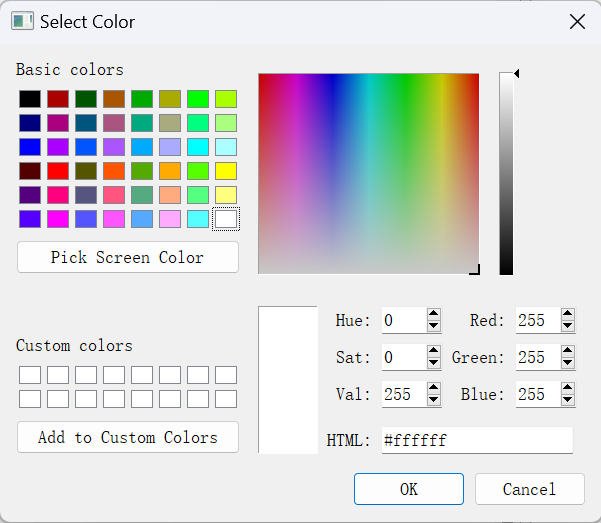 Select Color
Basic colors
Pick Screen Color
Custom colors
Add to Custom Colors
Hue: 0 Red: 255
Sat: 0 Green: 255
Val: 255 Blue: 255
HTML: #ffffff
OK Cancel